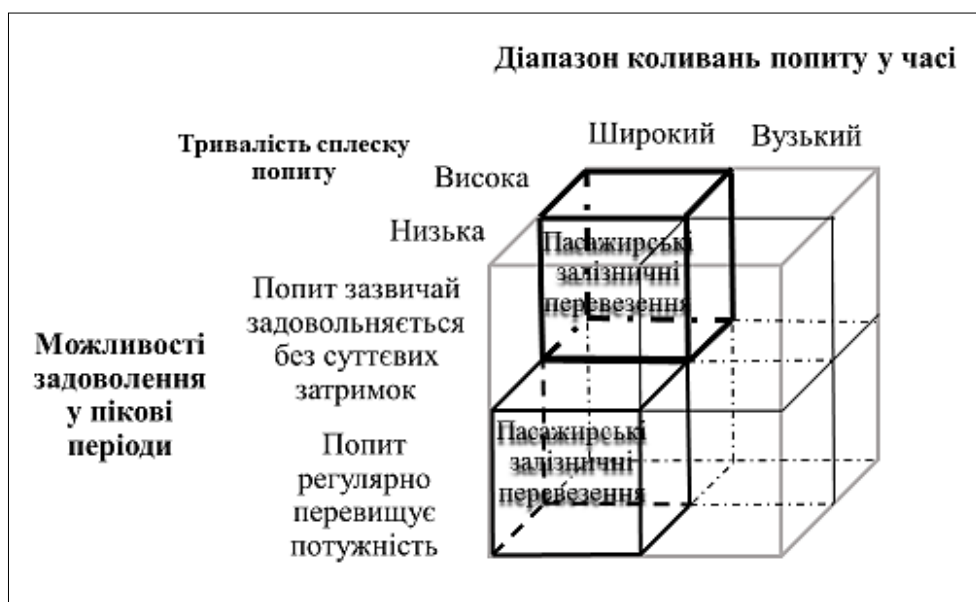 Діапазон коливань попиту у часі
Широкий
Вузький
Тривалість сплеску
попиту
Висока
Низька
Пасажирські
залізничні
перевезення
Попит зазвичай
задовольняється
без суттєвих
затримок
Можливості
задоволення
у пікові
періоди
Пасажирські
залізничні
перевезення
Попит
регулярно
перевищує
потужність